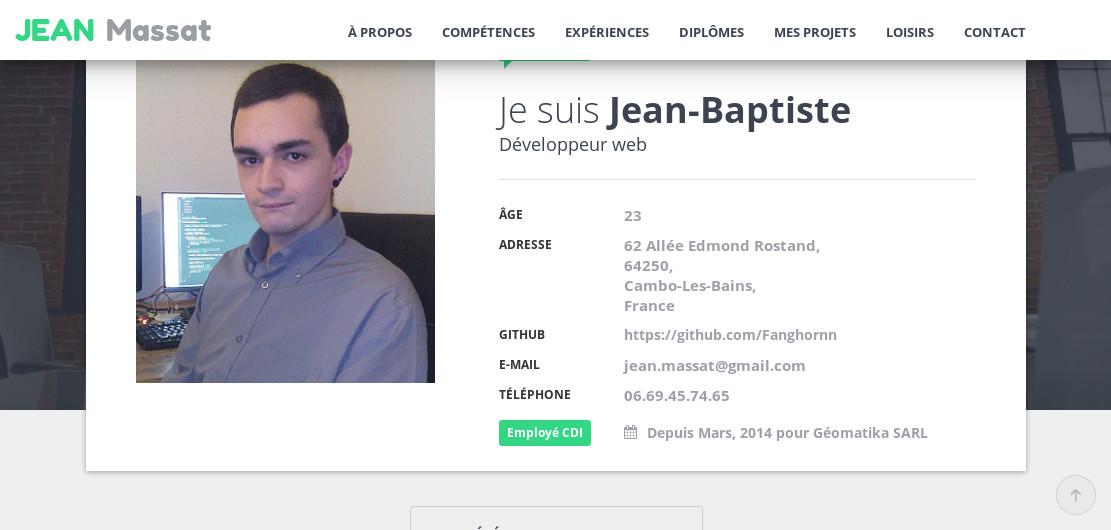 JEAN Massat
À PROPOS COMPÉTENCES EXPÉRIENCES DIPLÔMES MES PROJETS LOISIRS CONTACT
Je suis Jean-Baptiste
Développeur web
ÂGE 23
ADRESSE 62 Allée Edmond Rostand,
64250,
Cambo-Les-Bains,
France
GITHUB https://github.com/Fanghornn
E-MAIL jean.massat@gmail.com
TÉLÉPHONE 06.69.45.74.65
Employé CDI Depuis Mars, 2014 pour Géomatika SARL